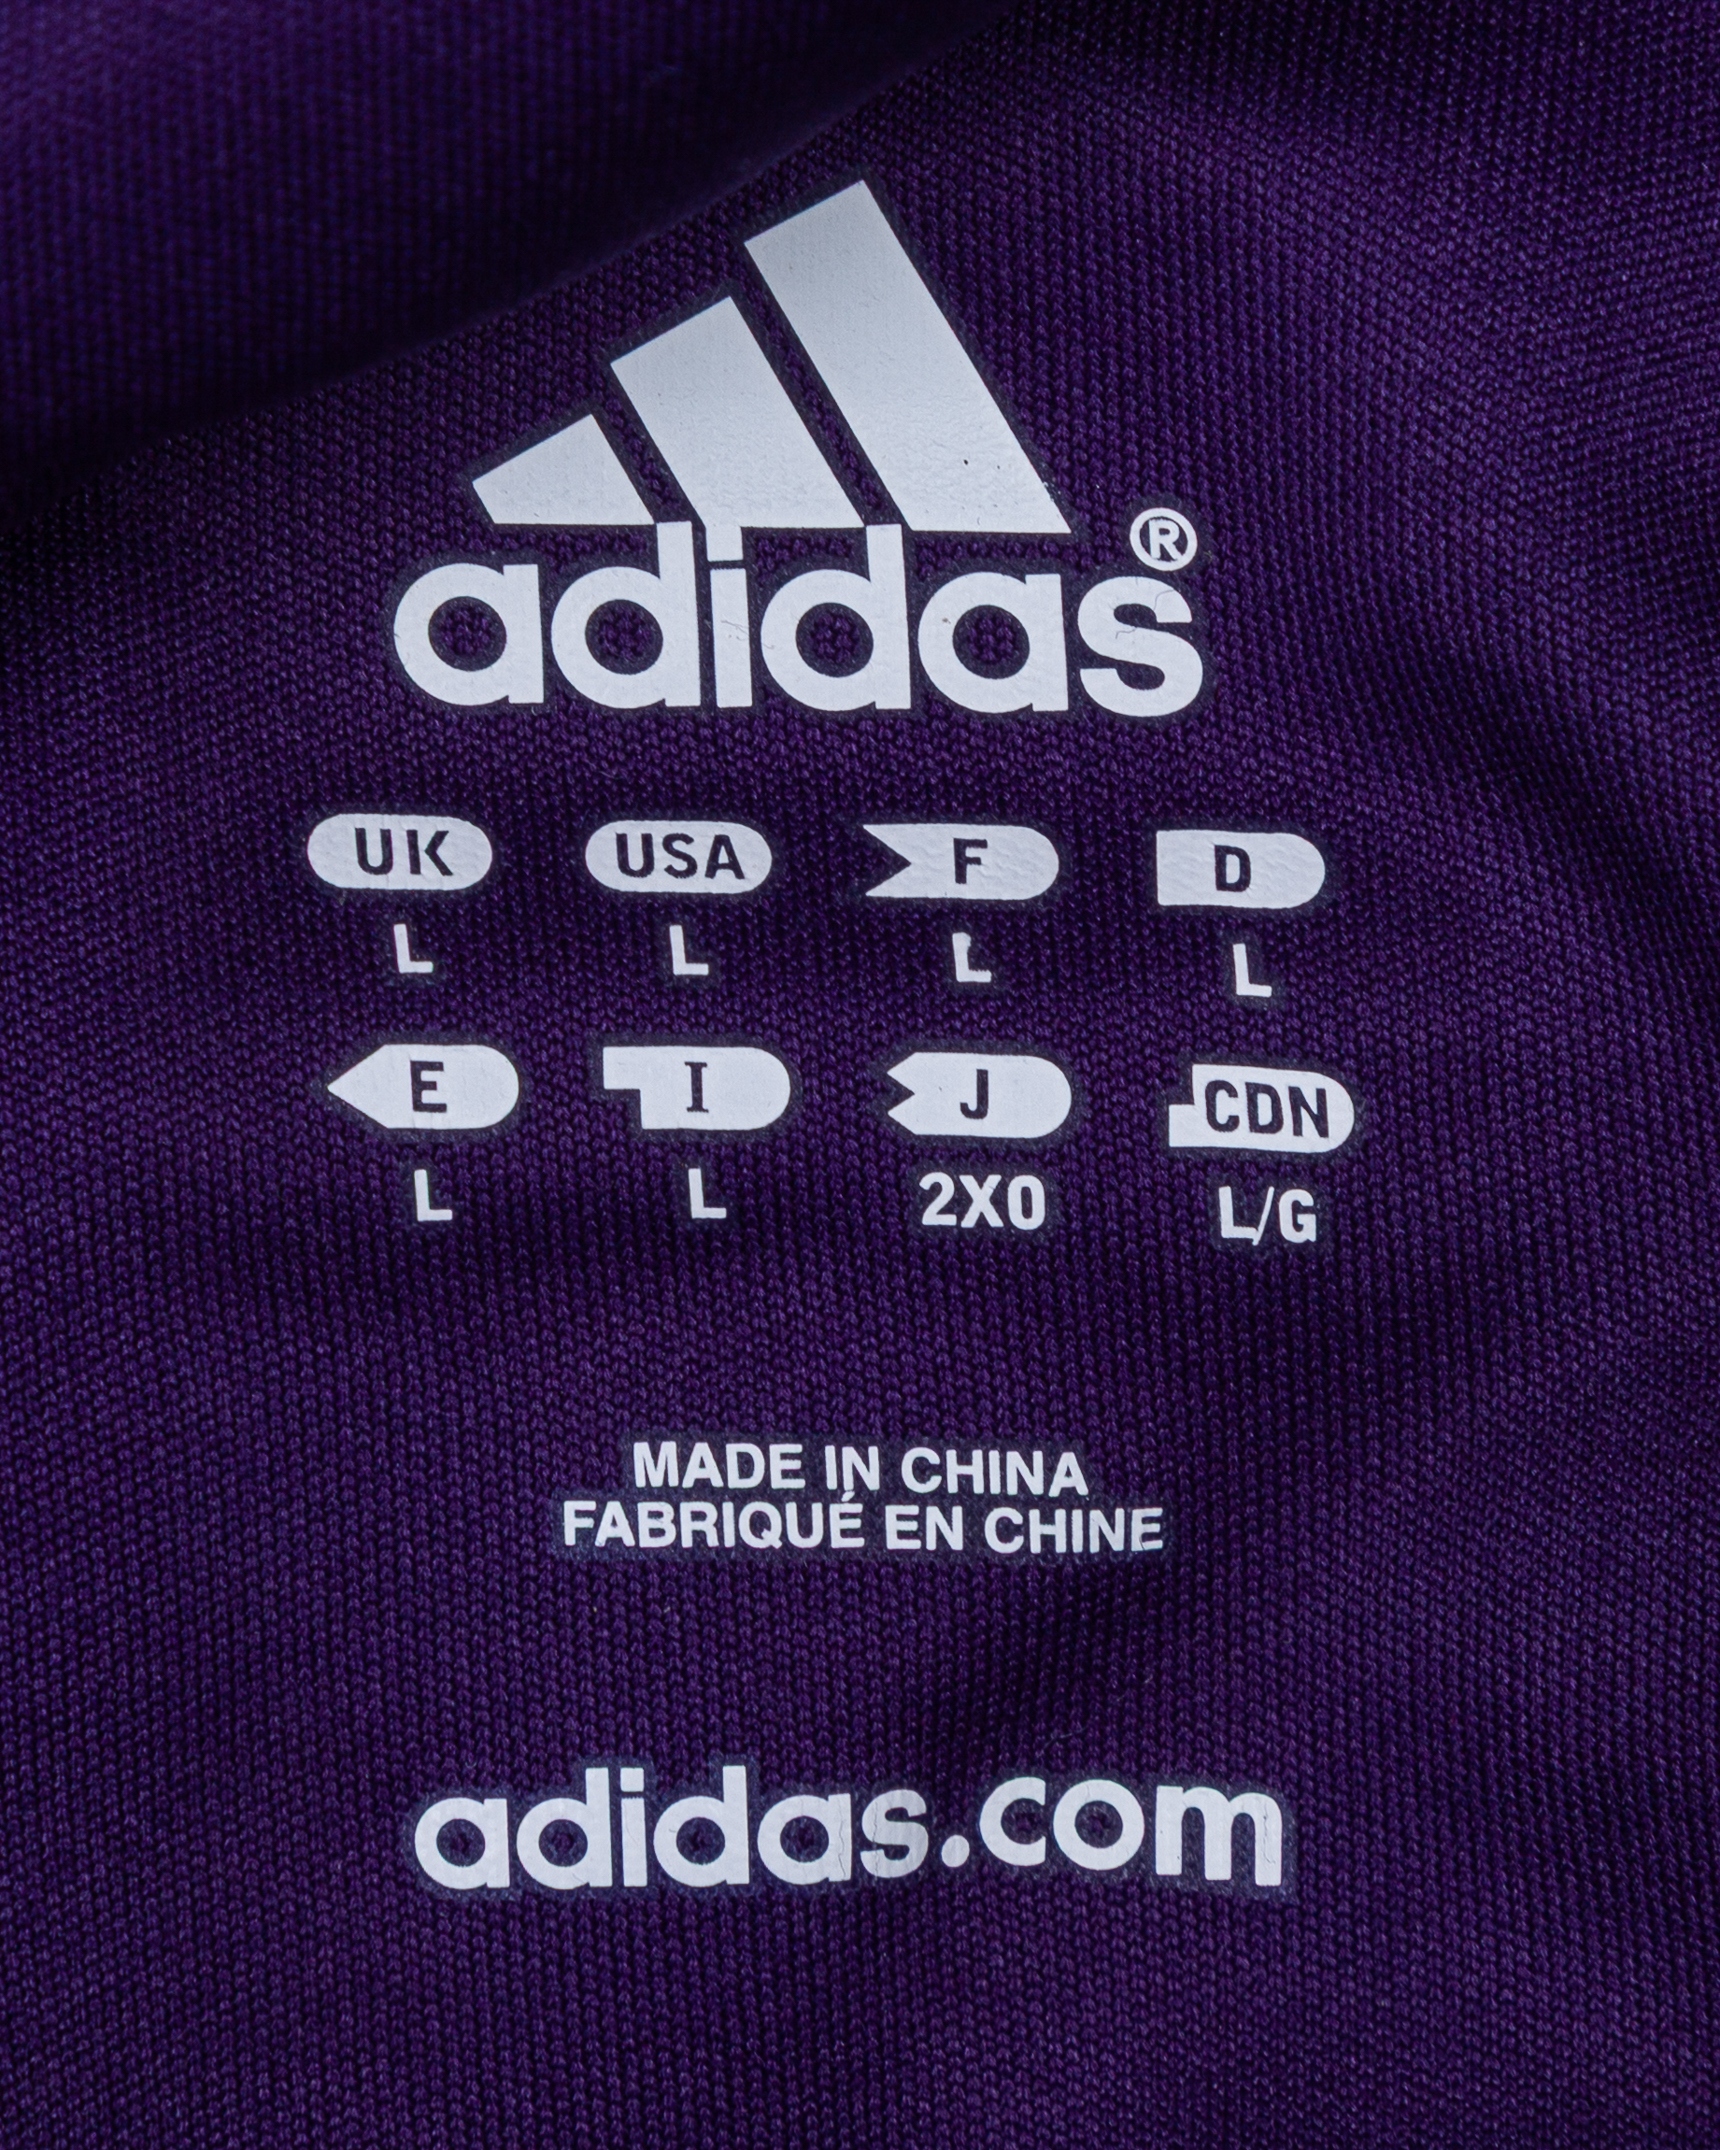 adidas®
UK USA F D
L L L L
E I J CDN
L L 2XO L/G
MADE IN CHINA
FABRIQUÉ EN CHINE
adidas.com